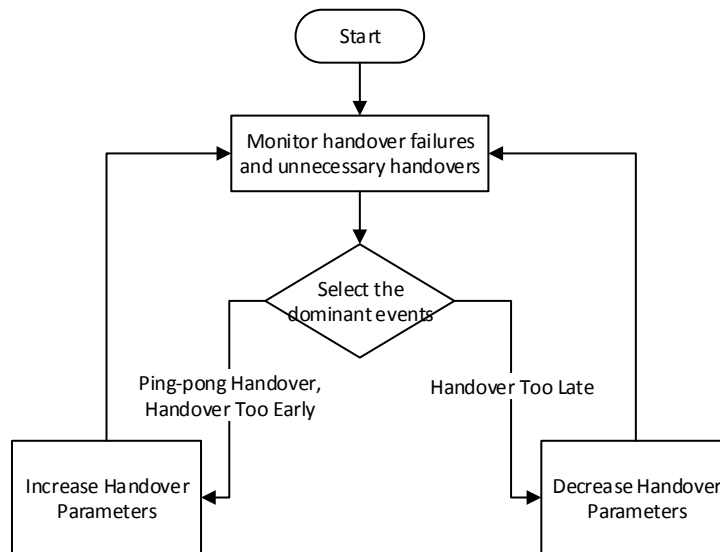 Start
Monitor handover failures
and unnecessary handovers
Select the
dominant events
Ping-pong Handover,
Handover Too Early
Handover Too Late
Increase Handover
Parameters
Decrease Handover
Parameters